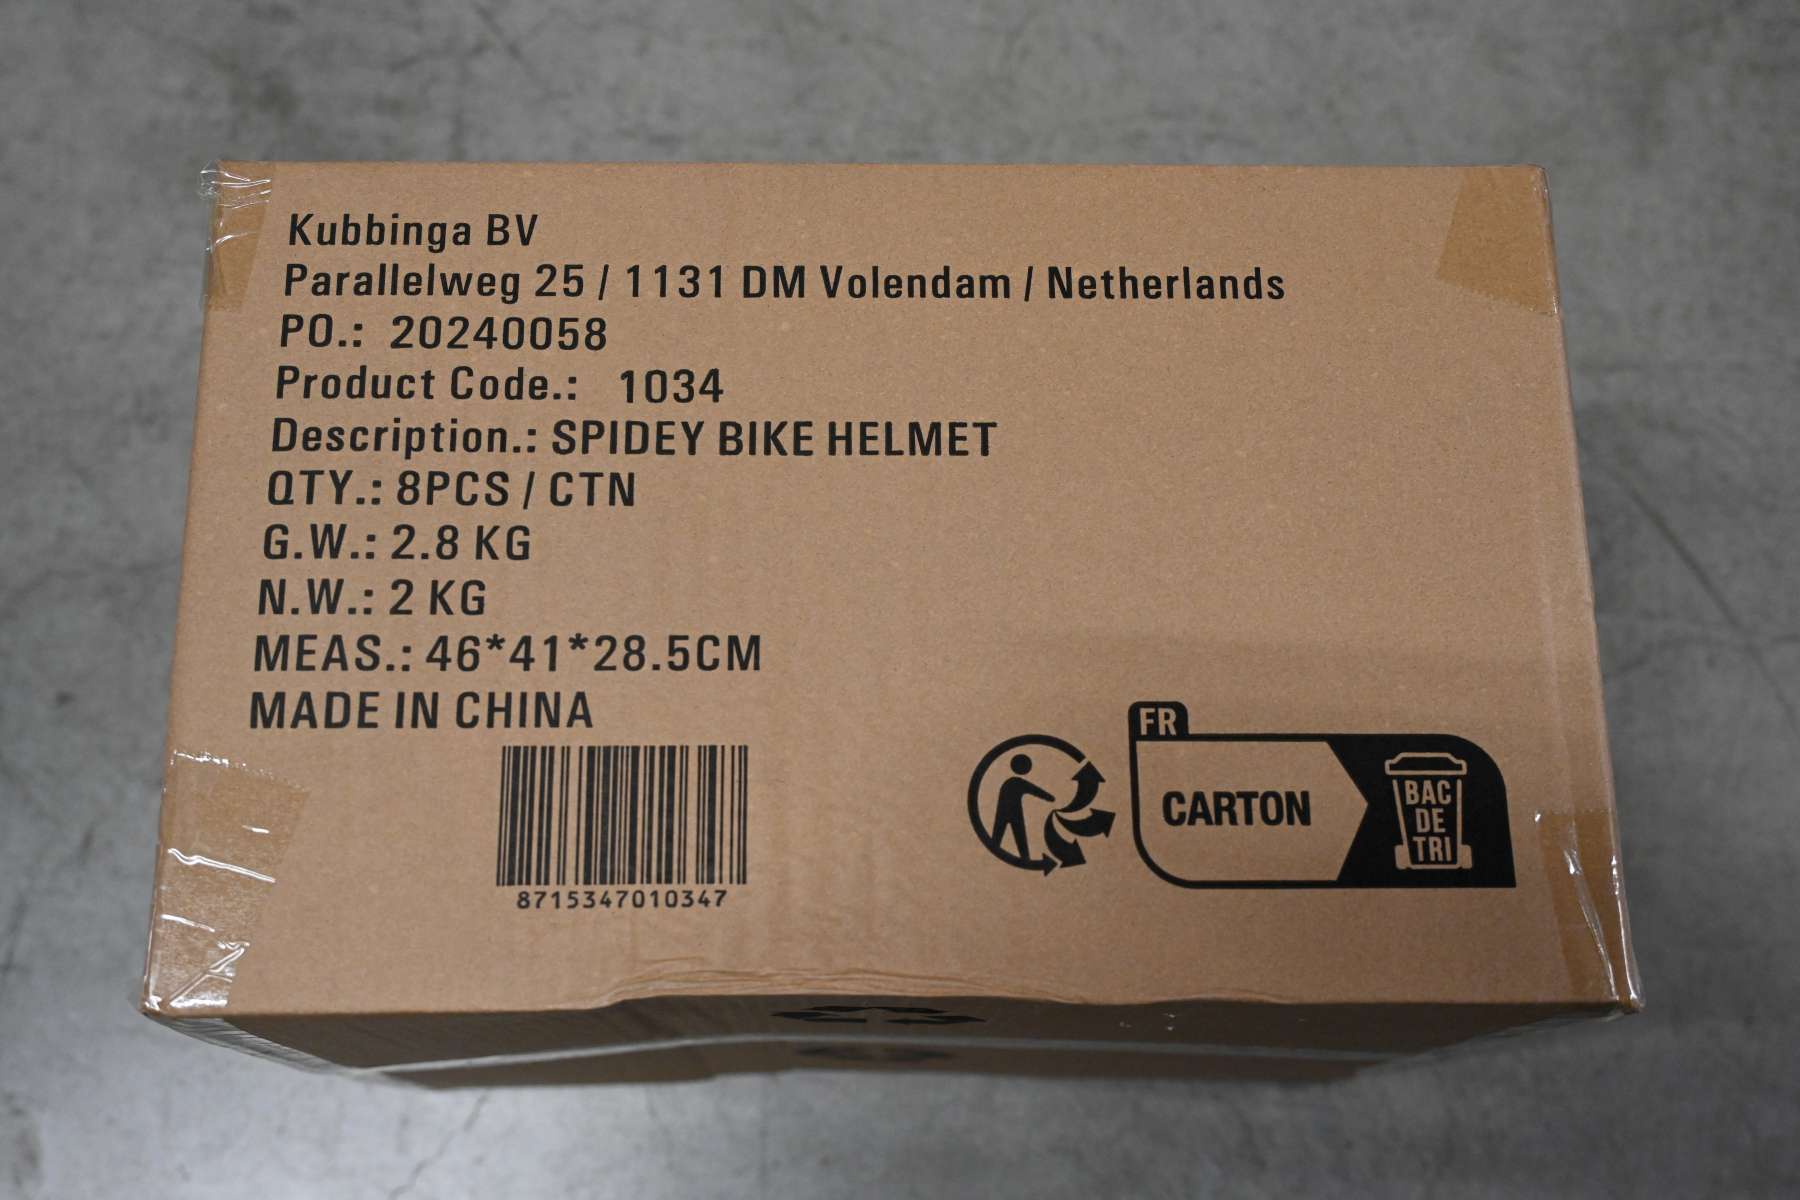 Kubbinga BV
Parallelweg 25 / 1131 DM Volendam / Netherlands
PO.: 20240058
Product Code.: 1034
Description.: SPIDEY BIKE HELMET
QTY.: 8PCS / CTN
G.W.: 2.8 KG
N.W.: 2 KG
MEAS.: 46*41*28.5CM
MADE IN CHINA
8715347010347
FR
CARTON
BAC
DE
TRI